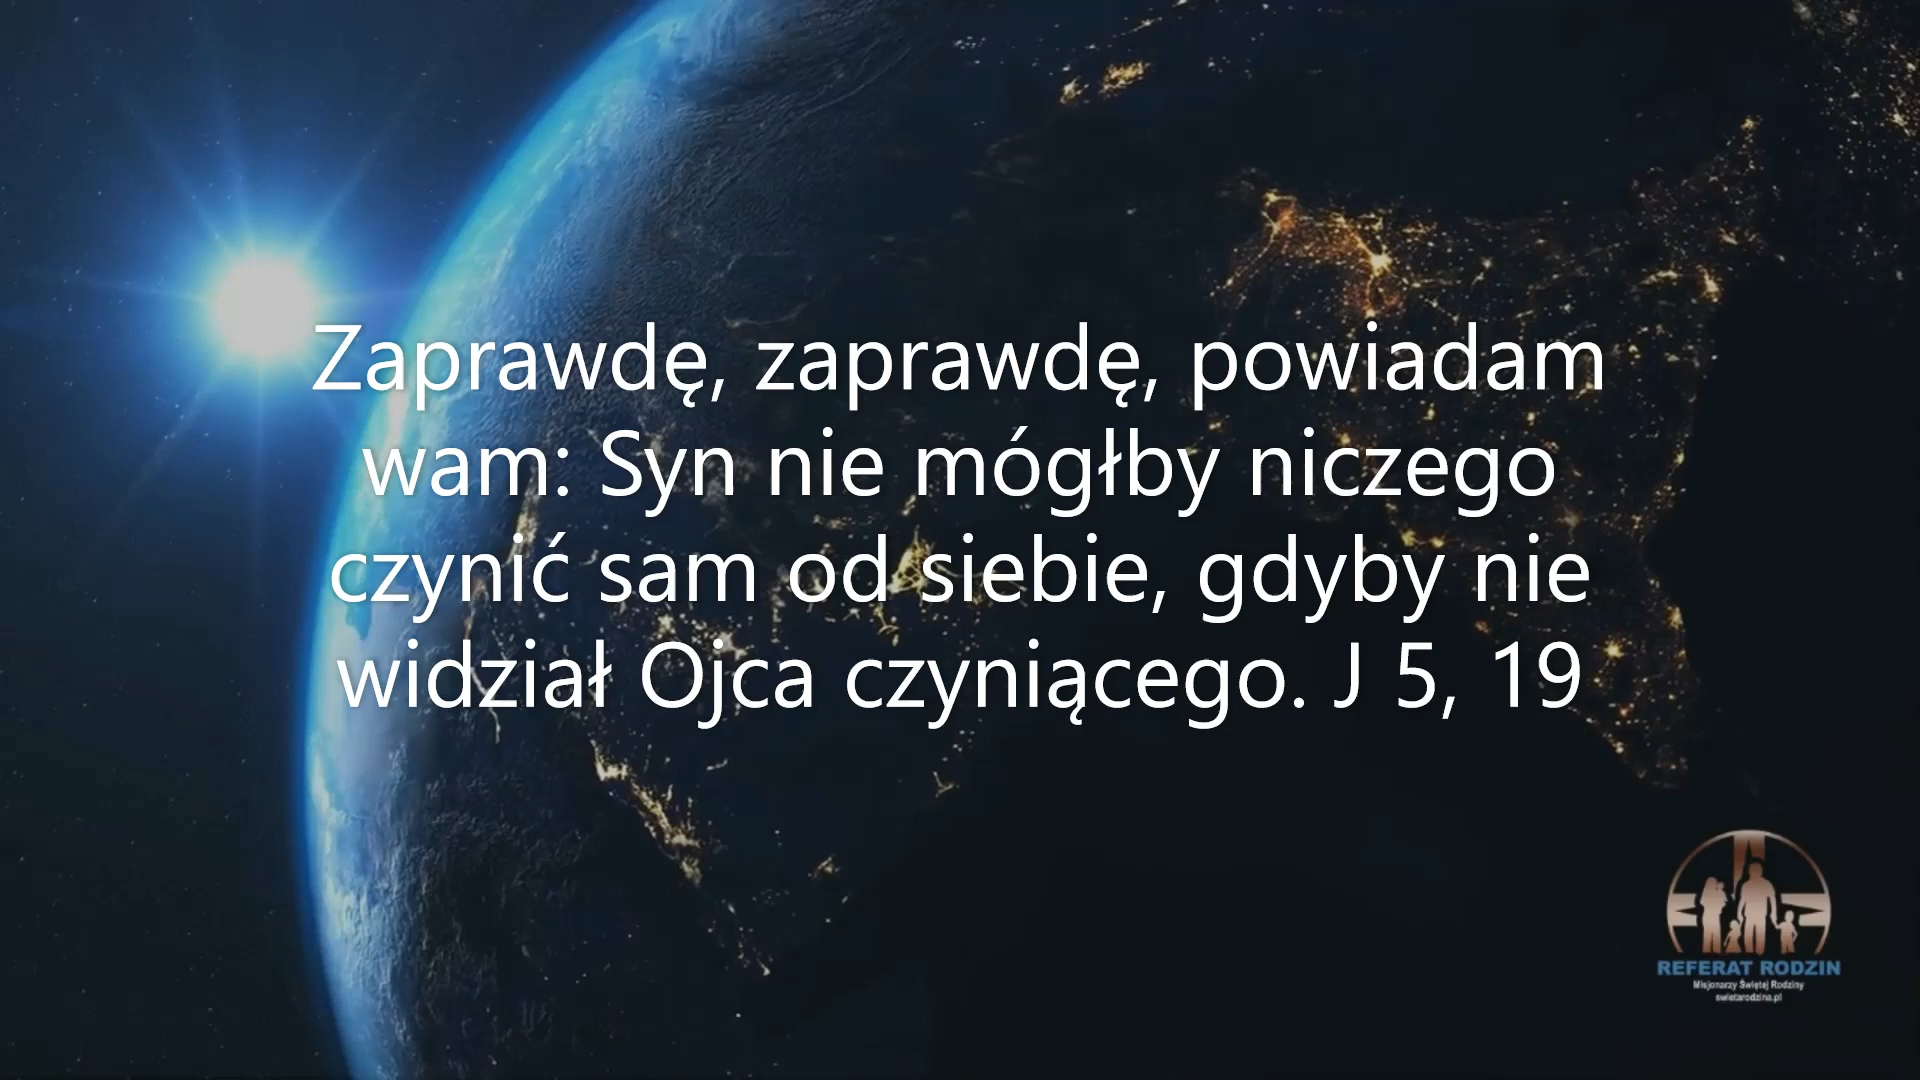 Zaprawdę, zaprawdę, powiadam
wam: Syn nie mógłby niczego
czynić sam od siebie, gdyby nie
widział Ojca czyniącego. J 5, 19
REFERAT RODZIN
Misjonarzy Świętej Rodziny
swietarodzina.pl